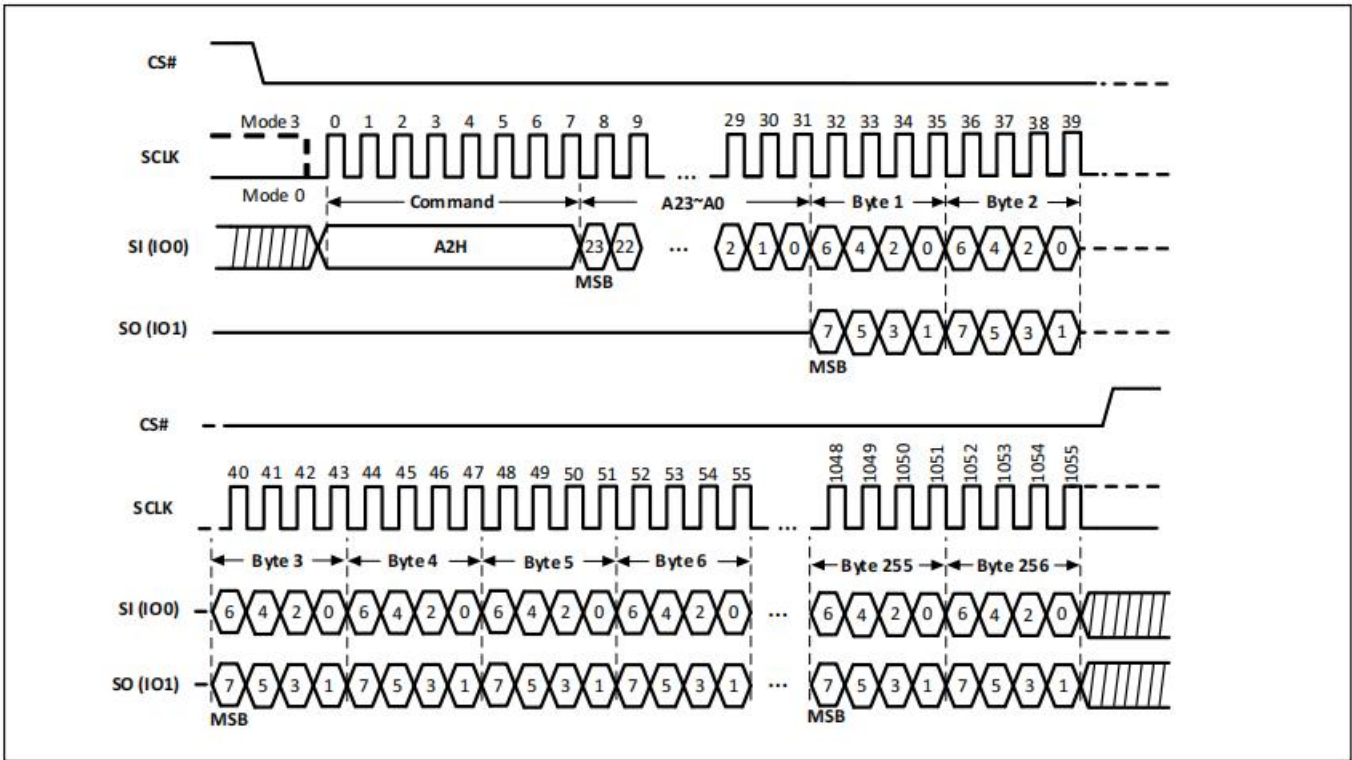 CS#
Mode 3 0 1 2 3 4 5 6 7 8 9 29 30 31 32 33 34 35 36 37 38 39
SCLK ...
Mode 0 Command A23~A0 Byte 1 Byte 2
SI (IO0) A2H 23 22 ... 2 1 0 6 4 2 0 6 4 2 0
MSB
SO (IO1) 7 5 3 1 7 5 3 1
MSB
CS#
40 41 42 43 44 45 46 47 48 49 50 51 52 53 54 55 1048 1049 1050 1051 1052 1053 1054 1055
SCLK ...
Byte 3 Byte 4 Byte 5 Byte 6 Byte 255 Byte 256
SI (IO0) 6 4 2 0 6 4 2 0 6 4 2 0 6 4 2 0 ... 6 4 2 0 6 4 2 0
SO (IO1) 7 5 3 1 7 5 3 1 7 5 3 1 7 5 3 1 ... 7 5 3 1 7 5 3 1
MSB MSB